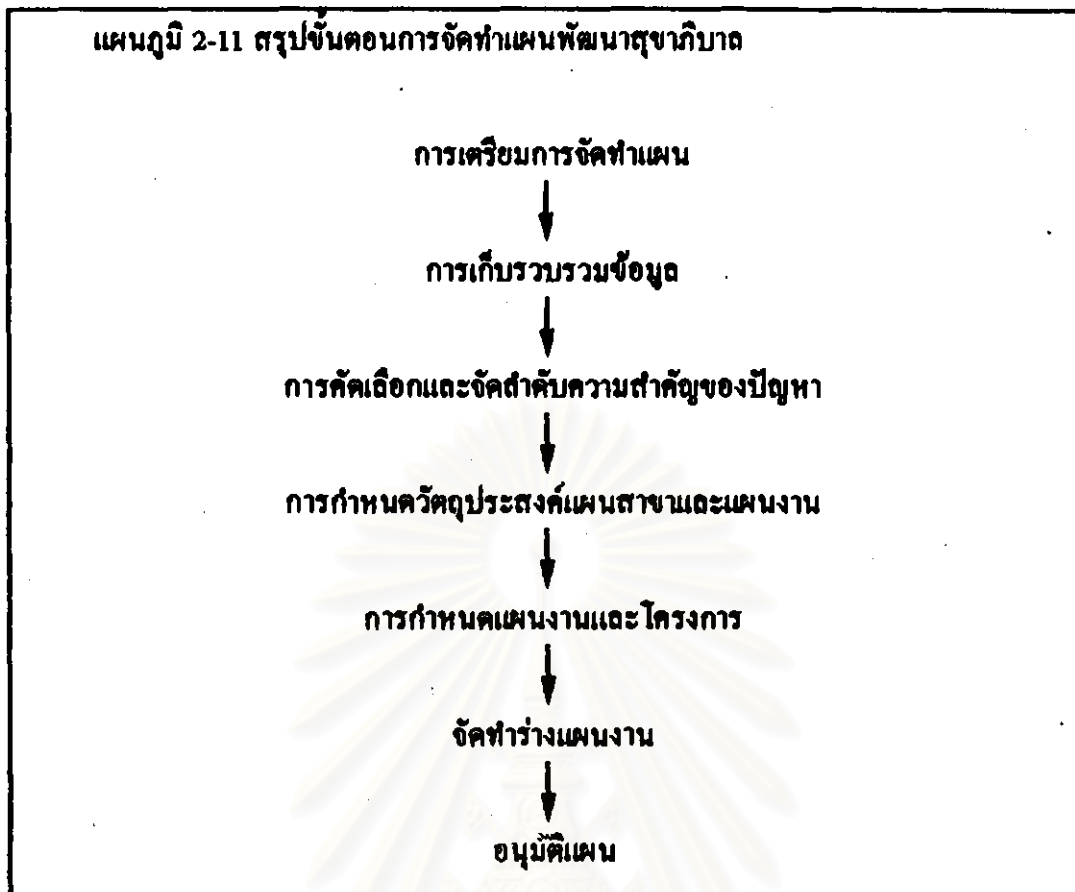 แผนภูมิ 2-11 สรุปขั้นตอนการจัดทำแผนพัฒนาสุขาภิบาล
การเตรียมการจัดทำแผน
การเก็บรวบรวมข้อมูล
การคัดเลือกและจัดลำดับความสำคัญของปัญหา
การกำหนดวัตถุประสงค์แผนสาขาและแผนงาน
การกำหนดแผนงานและโครงการ
จัดทำร่างแผนงาน
อนุมัติแผน